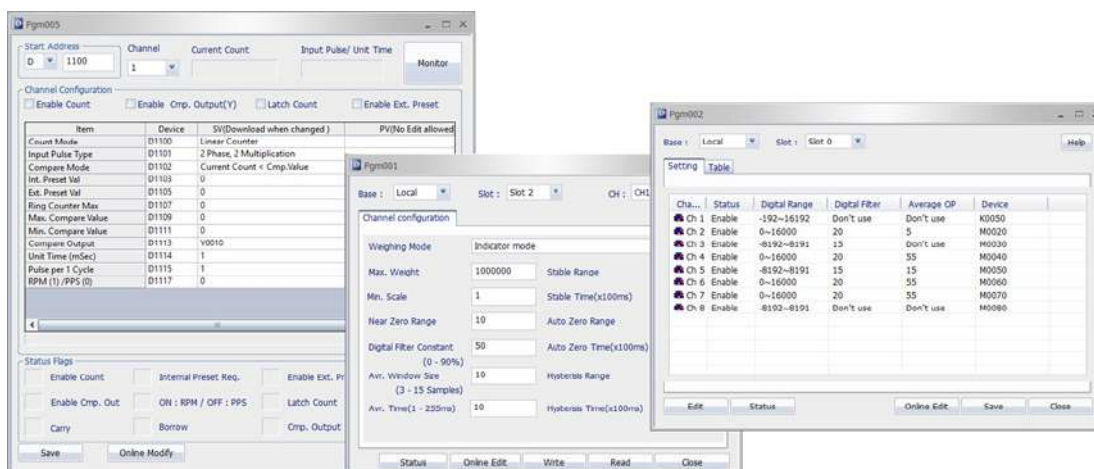 Pgm005
Start Address
Channel
Current Count
Input Pulse/ Unit Time
D
1100
1
Monitor
Channel Configuration
Enable Count
Enable Cmp. Output(Y)
Latch Count
Enable Ext. Preset
Item Device SV(Download when changed ) PV(No Edit allowed
Count Mode D1100 Linear Counter
Input Pulse Type D1101 2 Phase, 2 Multiplication
Compare Mode D1102 Current Count < Cmp.Value
Int. Preset Val D1103 0
Ext. Preset Val D1105 0
Ring Counter Max D1107 0
Max. Compare Value D1109 0
Min. Compare Value D1111 0
Compare Output D1113 Y0010
Unit Time (mSec) D1114 1
Pulse per 1 Cycle D1115 1
RPM (1) /PPS (0) D1117 0
Status Flags
Enable Count
Internal Preset Req.
Enable Ext. Pr
Enable Cmp. Out
ON : RPM / OFF : PPS
Latch Count
Carry
Borrow
Cmp. Output
Save
Online Modify
Pgm001
Base : Local Slot : Slot 2 CH : CH1
Channel configuration
Weighing Mode Indicator mode
Max. Weight 1000000 Stable Range
Min. Scale 1 Stable Time(x100ms)
Near Zero Range 10 Auto Zero Range
Digital Filter Constant 50 Auto Zero Time(x100ms)
(0 - 90%)
Avr. Window Size 10 Hysterisis Range
(3 - 15 Samples)
Avr. Time(1 - 255ms) 10 Hysterisis Time(x100ms)
Status Online Edit Write Read Close
Pgm002
Base : Local Slot : Slot 0 Help
Setting Table
Cha... Status Digital Range Digital Filter Average OP Device
Ch 1 Enable -192~16192 Don't use Don't use K0050
Ch 2 Enable 0~16000 20 5 M0020
Ch 3 Enable -8192~8191 15 Don't use M0030
Ch 4 Enable 0~16000 20 55 M0040
Ch 5 Enable -8192~8191 15 15 M0050
Ch 6 Enable 0~16000 20 55 M0060
Ch 7 Enable 0~16000 20 55 M0070
Ch 8 Enable -8192~8191 Don't use Don't use M0080
Edit Status Online Edit Save Close